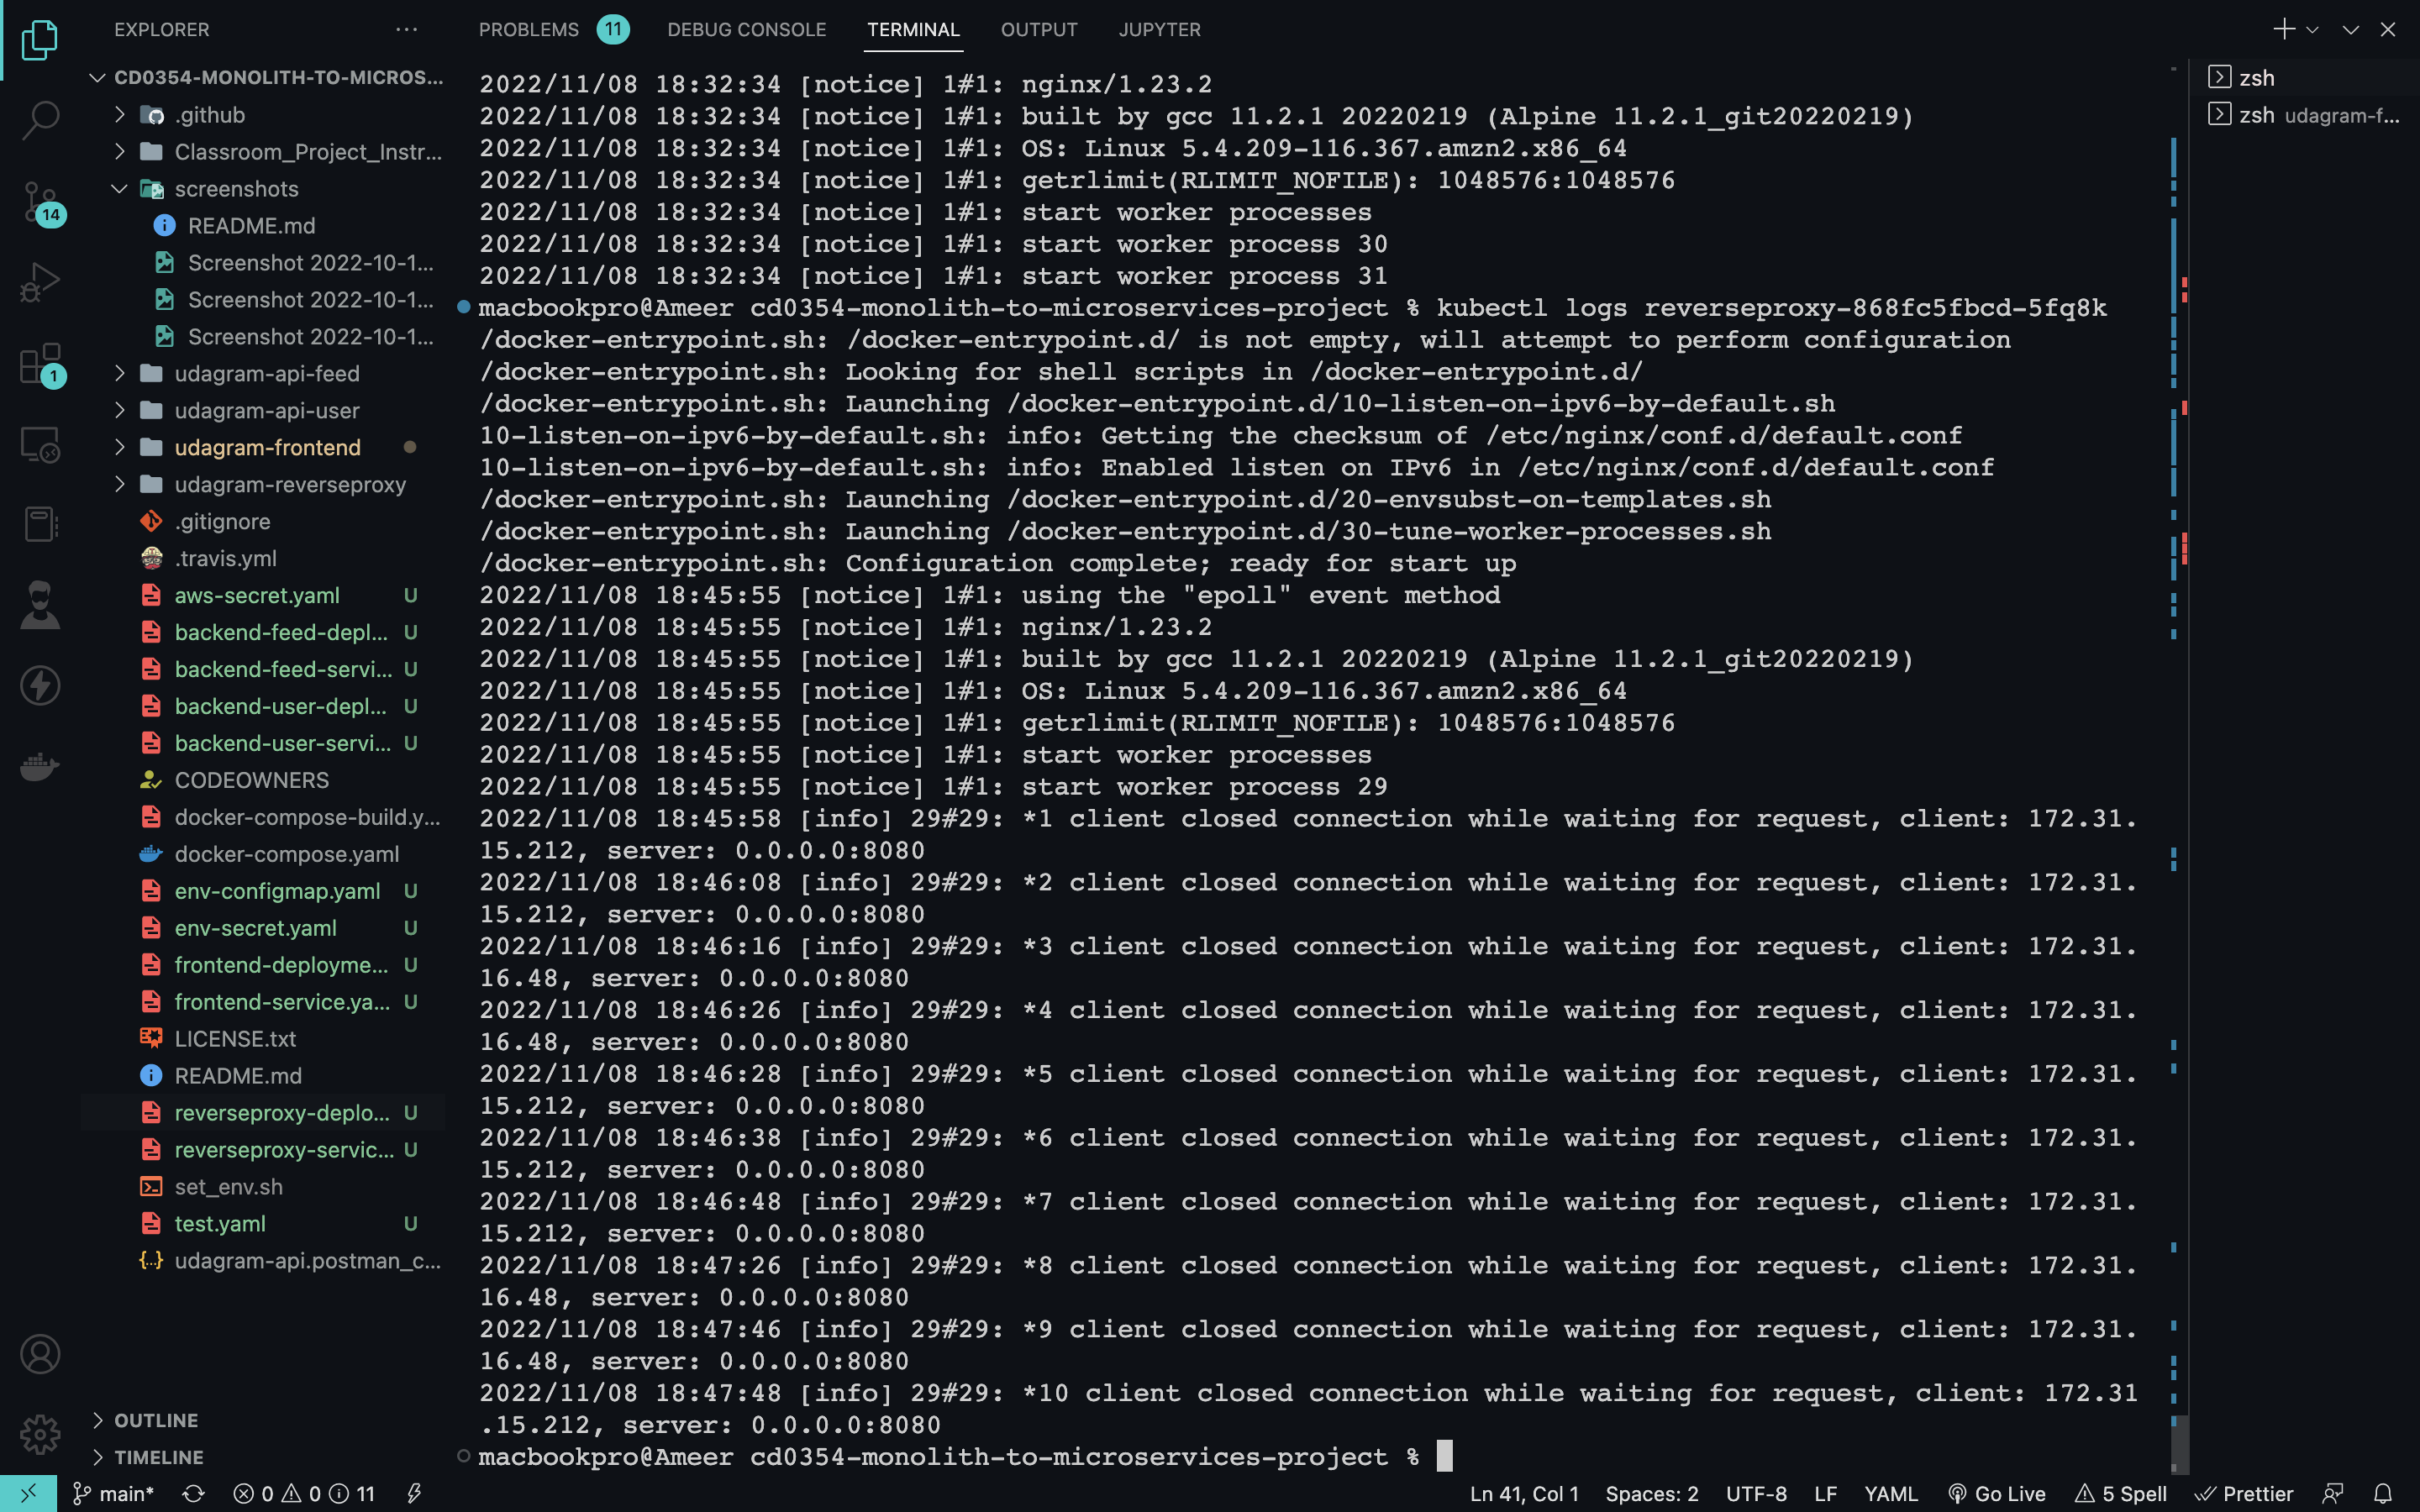 EXPLORER
CD0354-MONOLITH-TO-MICROS...
.github
Classroom_Project_Instr...
screenshots
README.md
Screenshot 2022-10-1...
Screenshot 2022-10-1...
Screenshot 2022-10-1...
udagram-api-feed
udagram-api-user
udagram-frontend
udagram-reverseproxy
.gitignore
.travis.yml
aws-secret.yaml U
backend-feed-depl... U
backend-feed-servi... U
backend-user-depl... U
backend-user-servi... U
CODEOWNERS
docker-compose-build.y...
docker-compose.yaml
env-configmap.yaml U
env-secret.yaml U
frontend-deployme... U
frontend-service.ya... U
LICENSE.txt
README.md
reverseproxy-deplo... U
reverseproxy-servic... U
set_env.sh
test.yaml U
udagram-api.postman_c...
OUTLINE
TIMELINE
14
1
PROBLEMS 11 DEBUG CONSOLE TERMINAL OUTPUT JUPYTER
2022/11/08 18:32:34 [notice] 1#1: nginx/1.23.2
2022/11/08 18:32:34 [notice] 1#1: built by gcc 11.2.1 20220219 (Alpine 11.2.1_git20220219)
2022/11/08 18:32:34 [notice] 1#1: OS: Linux 5.4.209-116.367.amzn2.x86_64
2022/11/08 18:32:34 [notice] 1#1: getrlimit(RLIMIT_NOFILE): 1048576:1048576
2022/11/08 18:32:34 [notice] 1#1: start worker processes
2022/11/08 18:32:34 [notice] 1#1: start worker process 30
2022/11/08 18:32:34 [notice] 1#1: start worker process 31
macbookpro@Ameer cd0354-monolith-to-microservices-project % kubectl logs reverseproxy-868fc5fbcd-5fq8k
/docker-entrypoint.sh: /docker-entrypoint.d/ is not empty, will attempt to perform configuration
/docker-entrypoint.sh: Looking for shell scripts in /docker-entrypoint.d/
/docker-entrypoint.sh: Launching /docker-entrypoint.d/10-listen-on-ipv6-by-default.sh
10-listen-on-ipv6-by-default.sh: info: Getting the checksum of /etc/nginx/conf.d/default.conf
10-listen-on-ipv6-by-default.sh: info: Enabled listen on IPv6 in /etc/nginx/conf.d/default.conf
/docker-entrypoint.sh: Launching /docker-entrypoint.d/20-envsubst-on-templates.sh
/docker-entrypoint.sh: Launching /docker-entrypoint.d/30-tune-worker-processes.sh
/docker-entrypoint.sh: Configuration complete; ready for start up
2022/11/08 18:45:55 [notice] 1#1: using the "epoll" event method
2022/11/08 18:45:55 [notice] 1#1: nginx/1.23.2
2022/11/08 18:45:55 [notice] 1#1: built by gcc 11.2.1 20220219 (Alpine 11.2.1_git20220219)
2022/11/08 18:45:55 [notice] 1#1: OS: Linux 5.4.209-116.367.amzn2.x86_64
2022/11/08 18:45:55 [notice] 1#1: getrlimit(RLIMIT_NOFILE): 1048576:1048576
2022/11/08 18:45:55 [notice] 1#1: start worker processes
2022/11/08 18:45:55 [notice] 1#1: start worker process 29
2022/11/08 18:45:58 [info] 29#29: *1 client closed connection while waiting for request, client: 172.31.
15.212, server: 0.0.0.0:8080
2022/11/08 18:46:08 [info] 29#29: *2 client closed connection while waiting for request, client: 172.31.
15.212, server: 0.0.0.0:8080
2022/11/08 18:46:16 [info] 29#29: *3 client closed connection while waiting for request, client: 172.31.
16.48, server: 0.0.0.0:8080
2022/11/08 18:46:26 [info] 29#29: *4 client closed connection while waiting for request, client: 172.31.
16.48, server: 0.0.0.0:8080
2022/11/08 18:46:28 [info] 29#29: *5 client closed connection while waiting for request, client: 172.31.
15.212, server: 0.0.0.0:8080
2022/11/08 18:46:38 [info] 29#29: *6 client closed connection while waiting for request, client: 172.31.
15.212, server: 0.0.0.0:8080
2022/11/08 18:46:48 [info] 29#29: *7 client closed connection while waiting for request, client: 172.31.
15.212, server: 0.0.0.0:8080
2022/11/08 18:47:26 [info] 29#29: *8 client closed connection while waiting for request, client: 172.31.
16.48, server: 0.0.0.0:8080
2022/11/08 18:47:46 [info] 29#29: *9 client closed connection while waiting for request, client: 172.31.
16.48, server: 0.0.0.0:8080
2022/11/08 18:47:48 [info] 29#29: *10 client closed connection while waiting for request, client: 172.31
.15.212, server: 0.0.0.0:8080
macbookpro@Ameer cd0354-monolith-to-microservices-project %
zsh
zsh udagram-f...
main* 0 0 11 Ln 41, Col 1 Spaces: 2 UTF-8 LF YAML Go Live 5 Spell Prettier